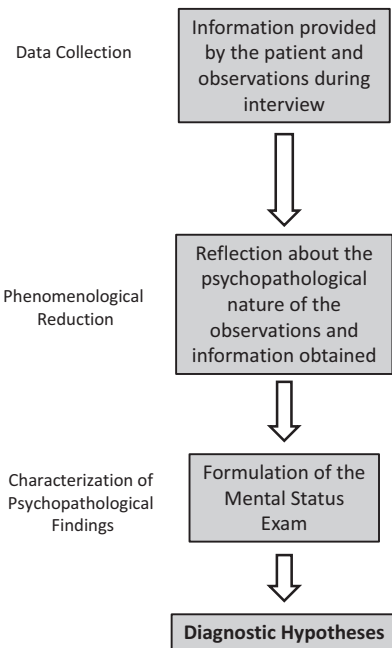 Data Collection
Information provided
by the patient and
observations during
interview
Phenomenological
Reduction
Reflection about the
psychopathological
nature of the
observations and
information obtained
Characterization of
Psychopathological
Findings
Formulation of the
Mental Status
Exam
Diagnostic Hypotheses